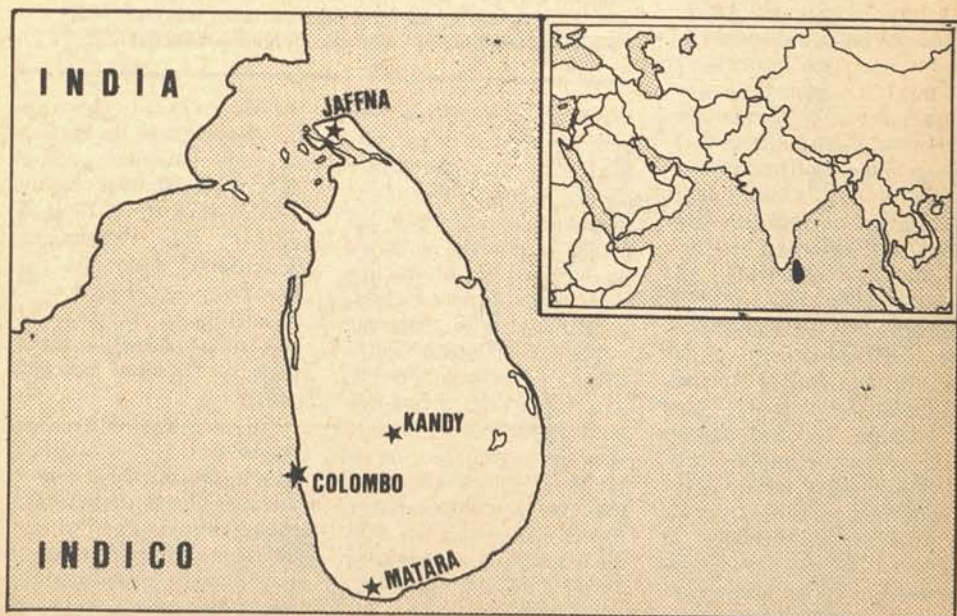 INDIA
JAFFNA
KANDY
COLOMBO
INDICO
MATARA